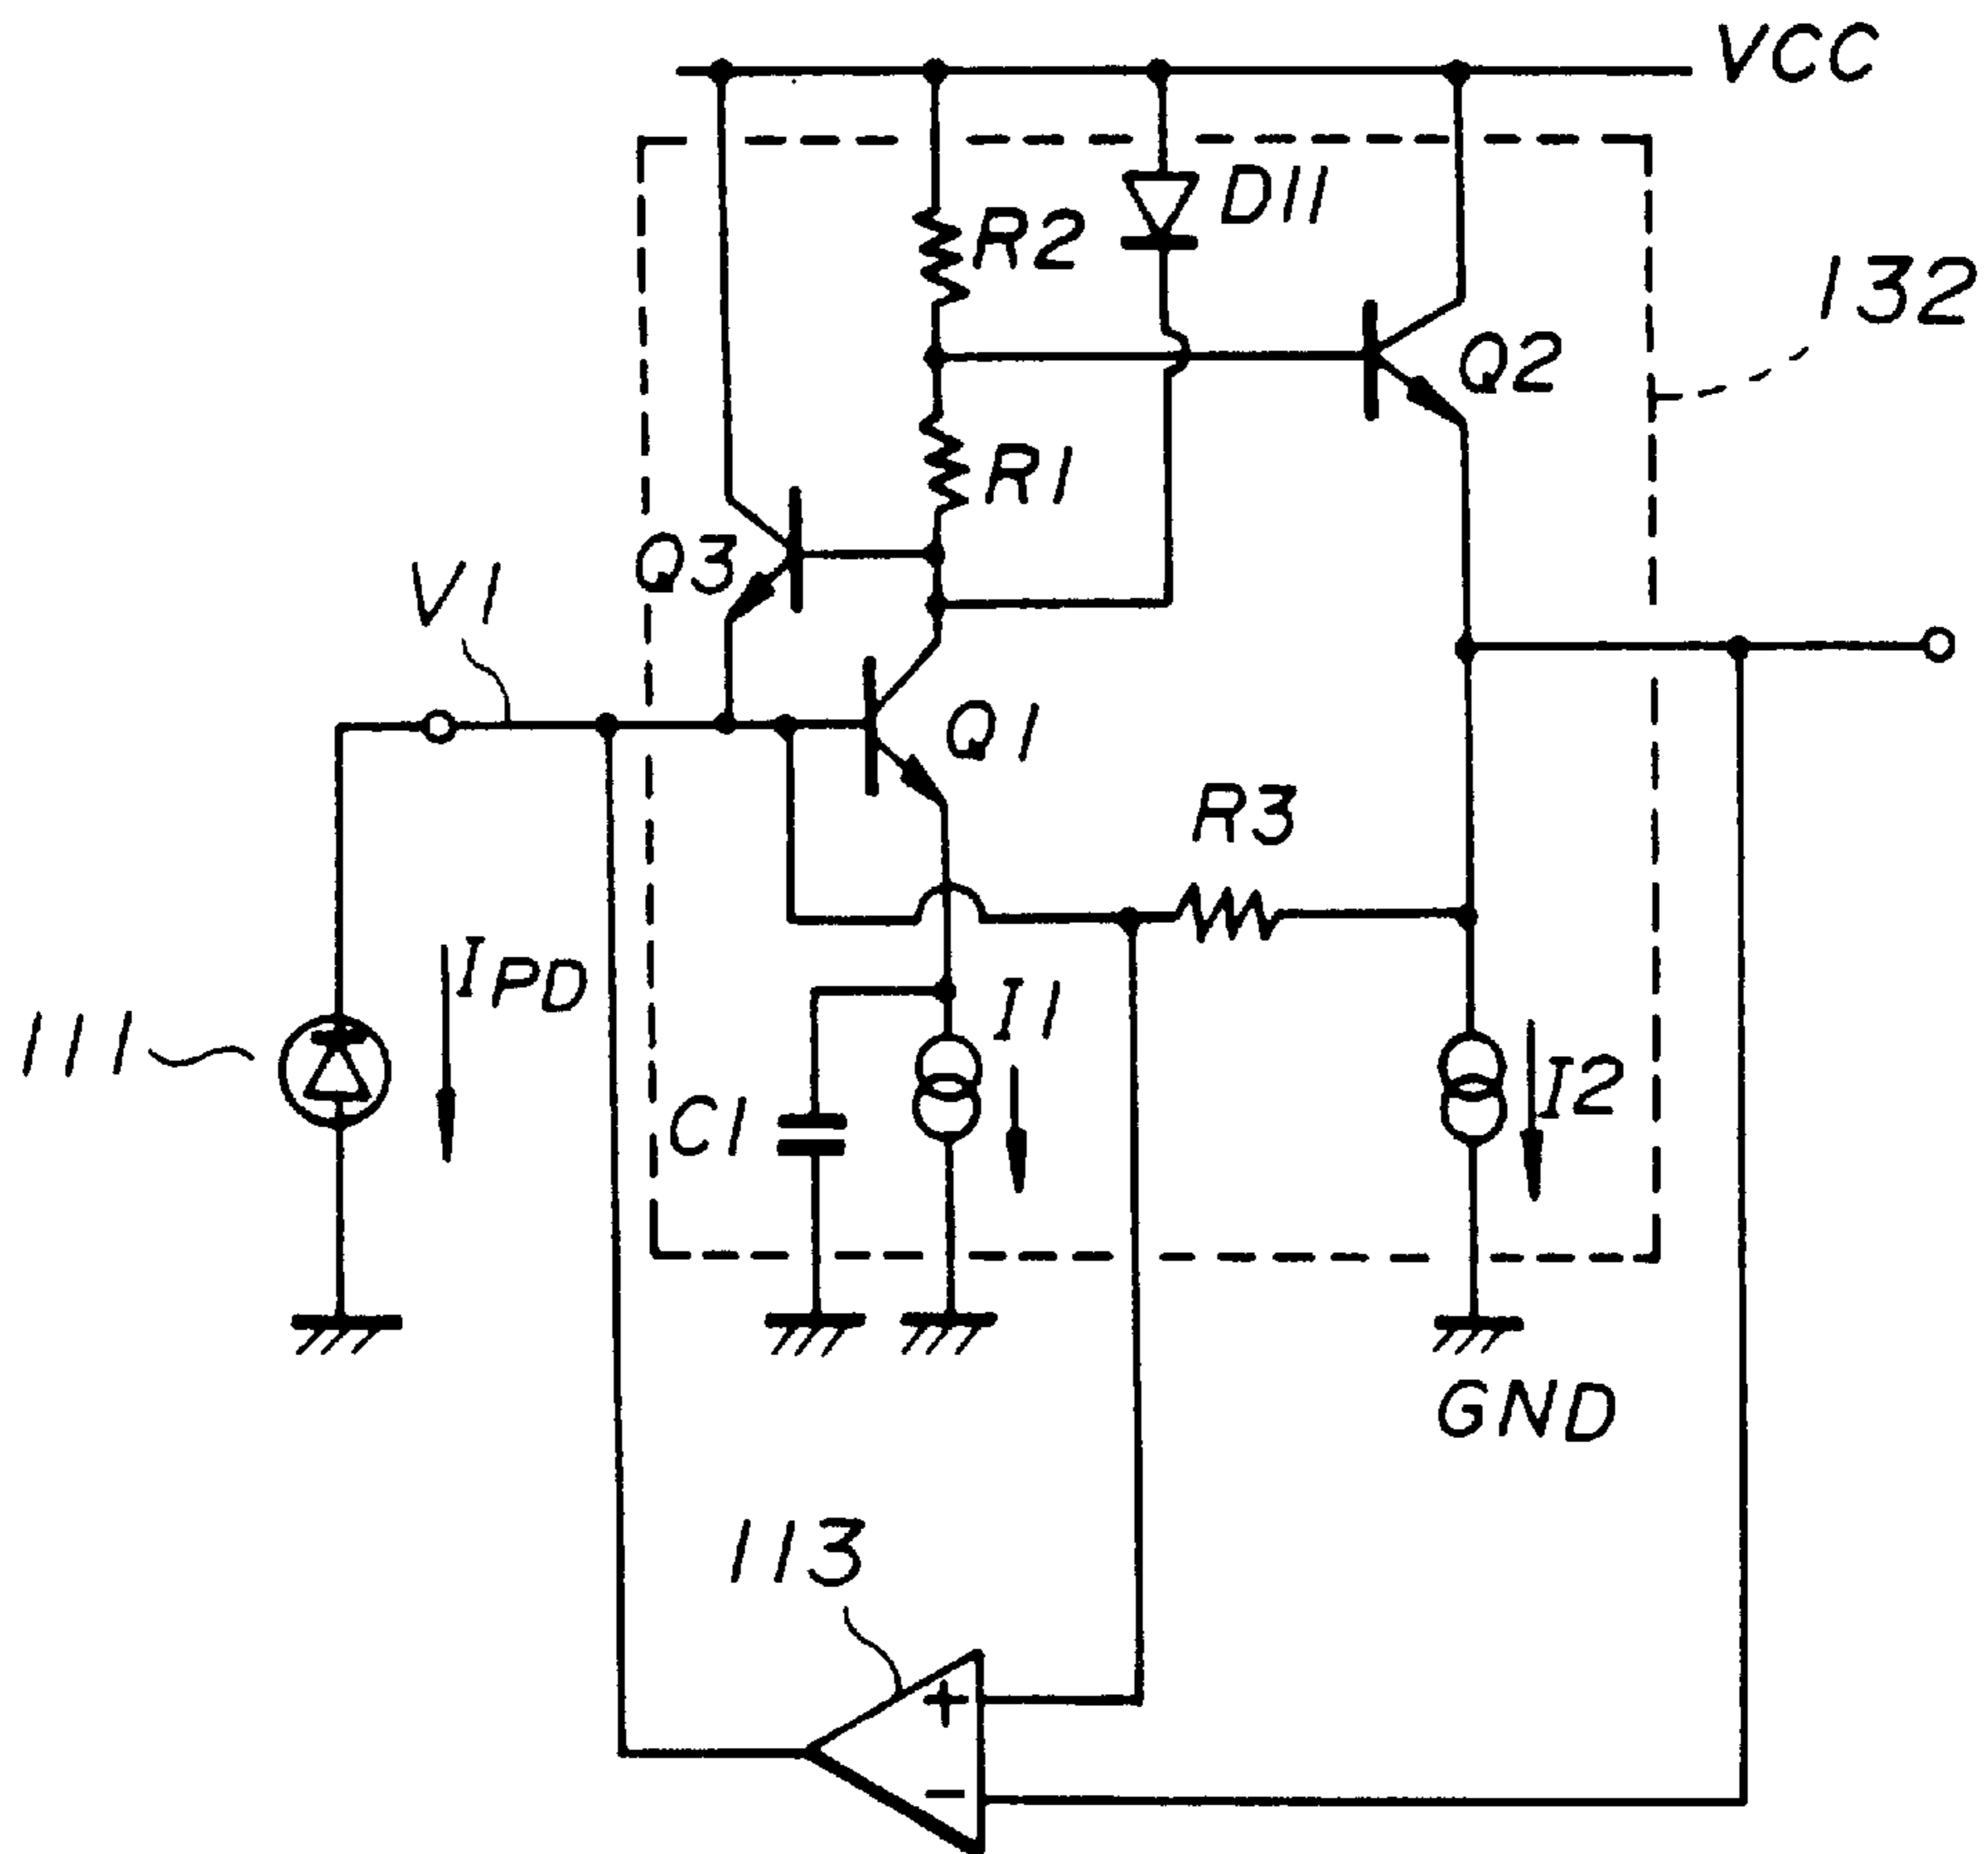 VCC
D11
R2
132
Q2
R1
Q3
V1
Q1
R3
IPD
I1
111
I2
C1
GND
113
+
−